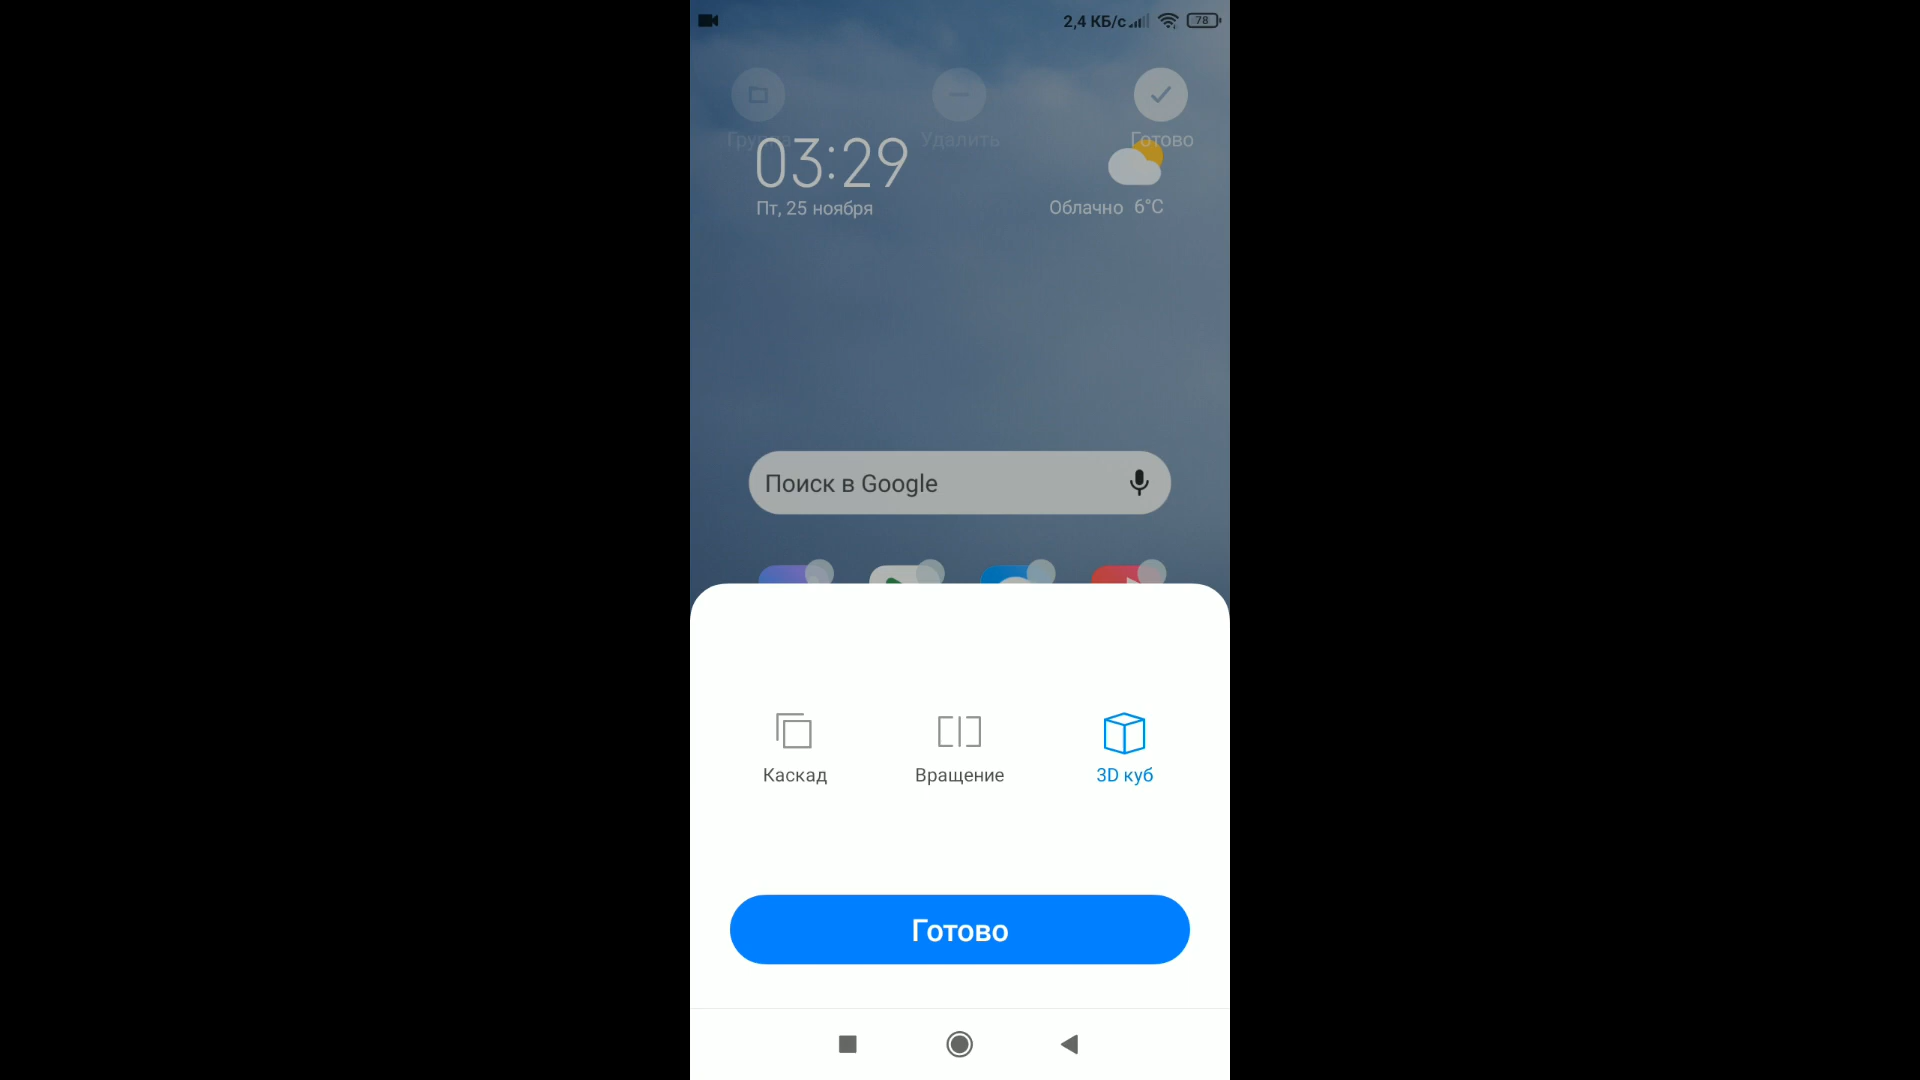 2,4 КБ/с 78
Группа Удалить Готово
03:29
Пт, 25 ноября
Облачно 6°C
Поиск в Google
Каскад Вращение 3D куб
Готово